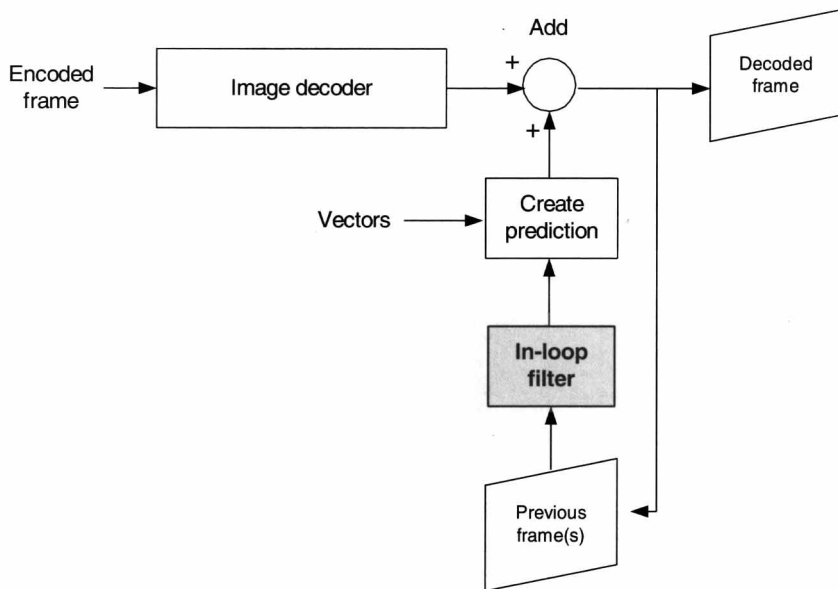 Add
Encoded
frame
Image decoder
+
+
Decoded
frame
Vectors
Create
prediction
In-loop
filter
Previous
frame(s)